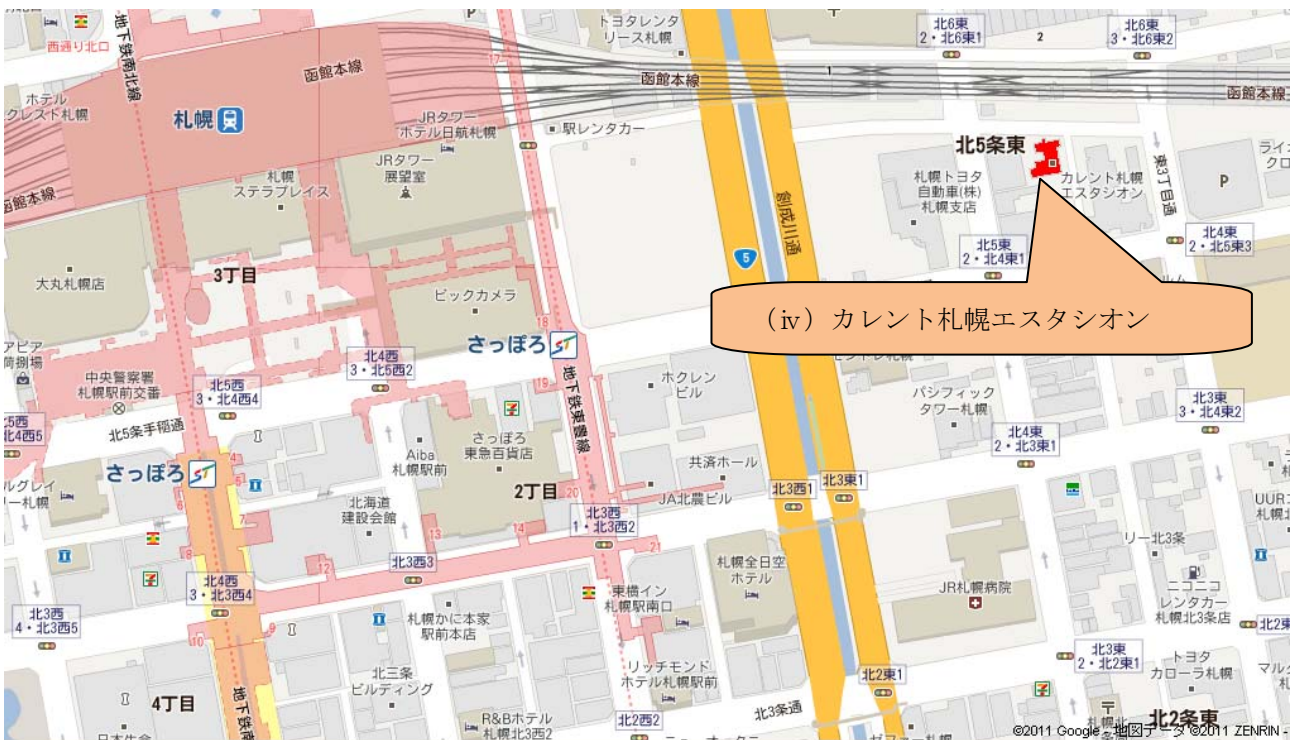 西通り北口
地下鉄南北線
P
トヨタレンタ
リース札幌
北6東
2・北6東1
2
北6東
3・北6東2
函館本線
17
函館本線
1
函館本線
ホテル
クレスト札幌
札幌
JRタワー
ホテル日航札幌
駅レンタカー
北5条東
JRタワー
展望室
札幌
ステラプレイス
札幌トヨタ
自動車(株)
札幌支店
カレント札幌
エスタシオン
東3丁目通
P
函館本線
創成川通
5
北5東
2・北4東1
北4東
2・北5東3
大丸札幌店
3丁目
ビックカメラ
18
さっぽろ
(ⅳ)カレント札幌エスタシオン
北4西
3・北5西2
中央警察署
札幌駅前交番
北5西
3・北4西4
19
地下鉄東豊線
ホクレン
ビル
パシフィック
タワー札幌
北3東
3・北4東2
北5条手稲通
Aiba
札幌駅前
さっぽろ
東急百貨店
北4東
2・北3東1
さっぽろ
共済ホール
2丁目
20
JA北農ビル
北3西1
北3東1
6
5
7
北海道
建設会館
北3西
1・北3西2
8
13
14
21
リー北3条
12
北3西3
札幌全日空
ホテル
JR札幌病院
北4西
3・北3西4
東横イン
札幌駅南口
ニコニコ
レンタカー
札幌北3条店
北3西
4・北3西5
札幌かに本家
駅前本店
9
10
北3東
2・北2東1
トヨタ
カローラ札幌
北三条
ビルディング
リッチモンド
ホテル札幌駅前
北2東1
4丁目
R&Bホテル
札幌北3西2
北2西2
北3条通
北2条東
©2011 Google - 地図データ ©2011 ZENRIN -